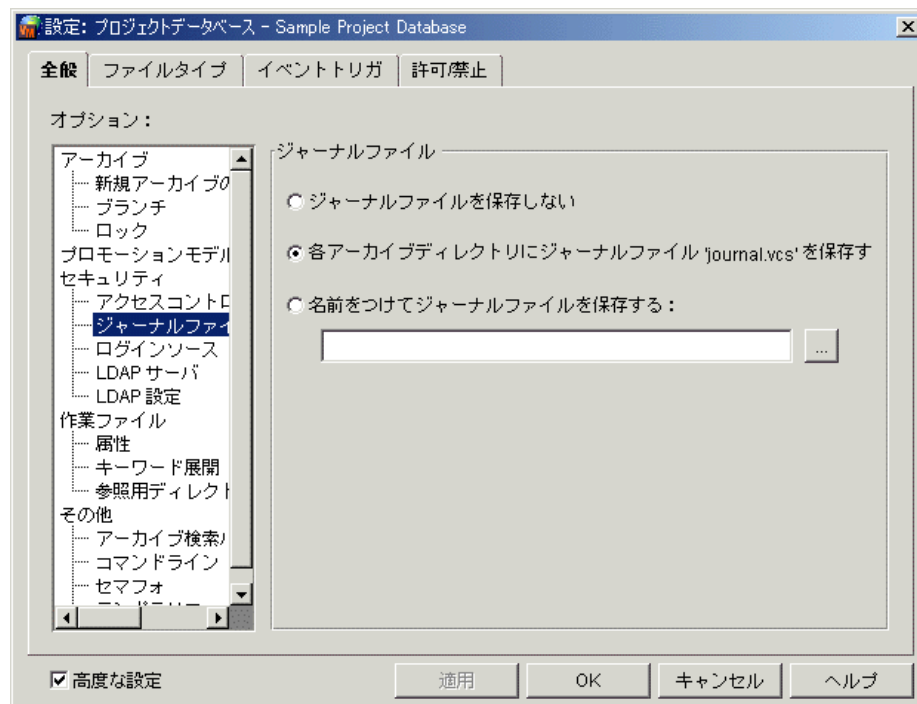 設定: プロジェクトデータベース - Sample Project Database
全般 ファイルタイプ イベントトリガ 許可/禁止
オプション：
アーカイブ
新規アーカイブの
ブランチ
ロック
プロモーションモデル
セキュリティ
アクセスコントロ
ジャーナルファイ
ログインソース
LDAP サーバ
LDAP 設定
作業ファイル
属性
キーワード展開
参照用ディレクト
その他
アーカイブ検索パ
コマンドライン
セマフォ
ジャーナルファイル
ジャーナルファイルを保存しない
各アーカイブディレクトリにジャーナルファイル 'journal.vcs' を保存す
名前をつけてジャーナルファイルを保存する：
...
高度な設定
適用 OK キャンセル ヘルプ